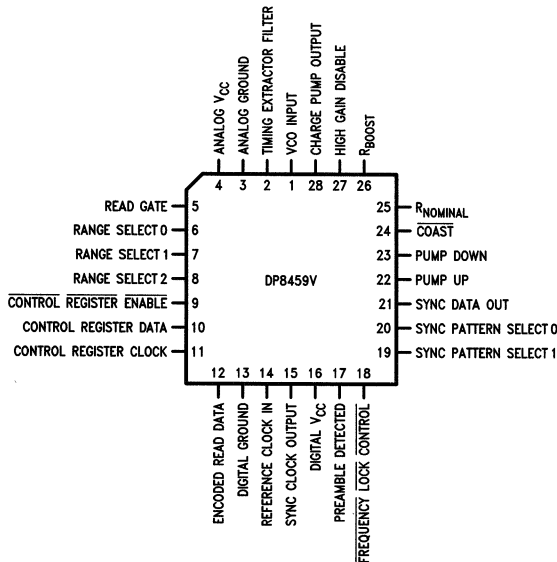 ANALOG VCC
ANALOG GROUND
TIMING EXTRACTOR FILTER
VCO INPUT
CHARGE PUMP OUTPUT
HIGH GAIN DISABLE
RBOOST
4 3 2 1 28 27 26
READ GATE 5
RANGE SELECT 0 6
RANGE SELECT 1 7
RANGE SELECT 2 8
CONTROL REGISTER ENABLE 9
CONTROL REGISTER DATA 10
CONTROL REGISTER CLOCK 11
DP8459V
25 RNOMINAL
24 COAST
23 PUMP DOWN
22 PUMP UP
21 SYNC DATA OUT
20 SYNC PATTERN SELECT 0
19 SYNC PATTERN SELECT 1
12 13 14 15 16 17 18
ENCODED READ DATA
DIGITAL GROUND
REFERENCE CLOCK IN
SYNC CLOCK OUTPUT
DIGITAL VCC
PREAMBLE DETECTED
FREQUENCY LOCK CONTROL